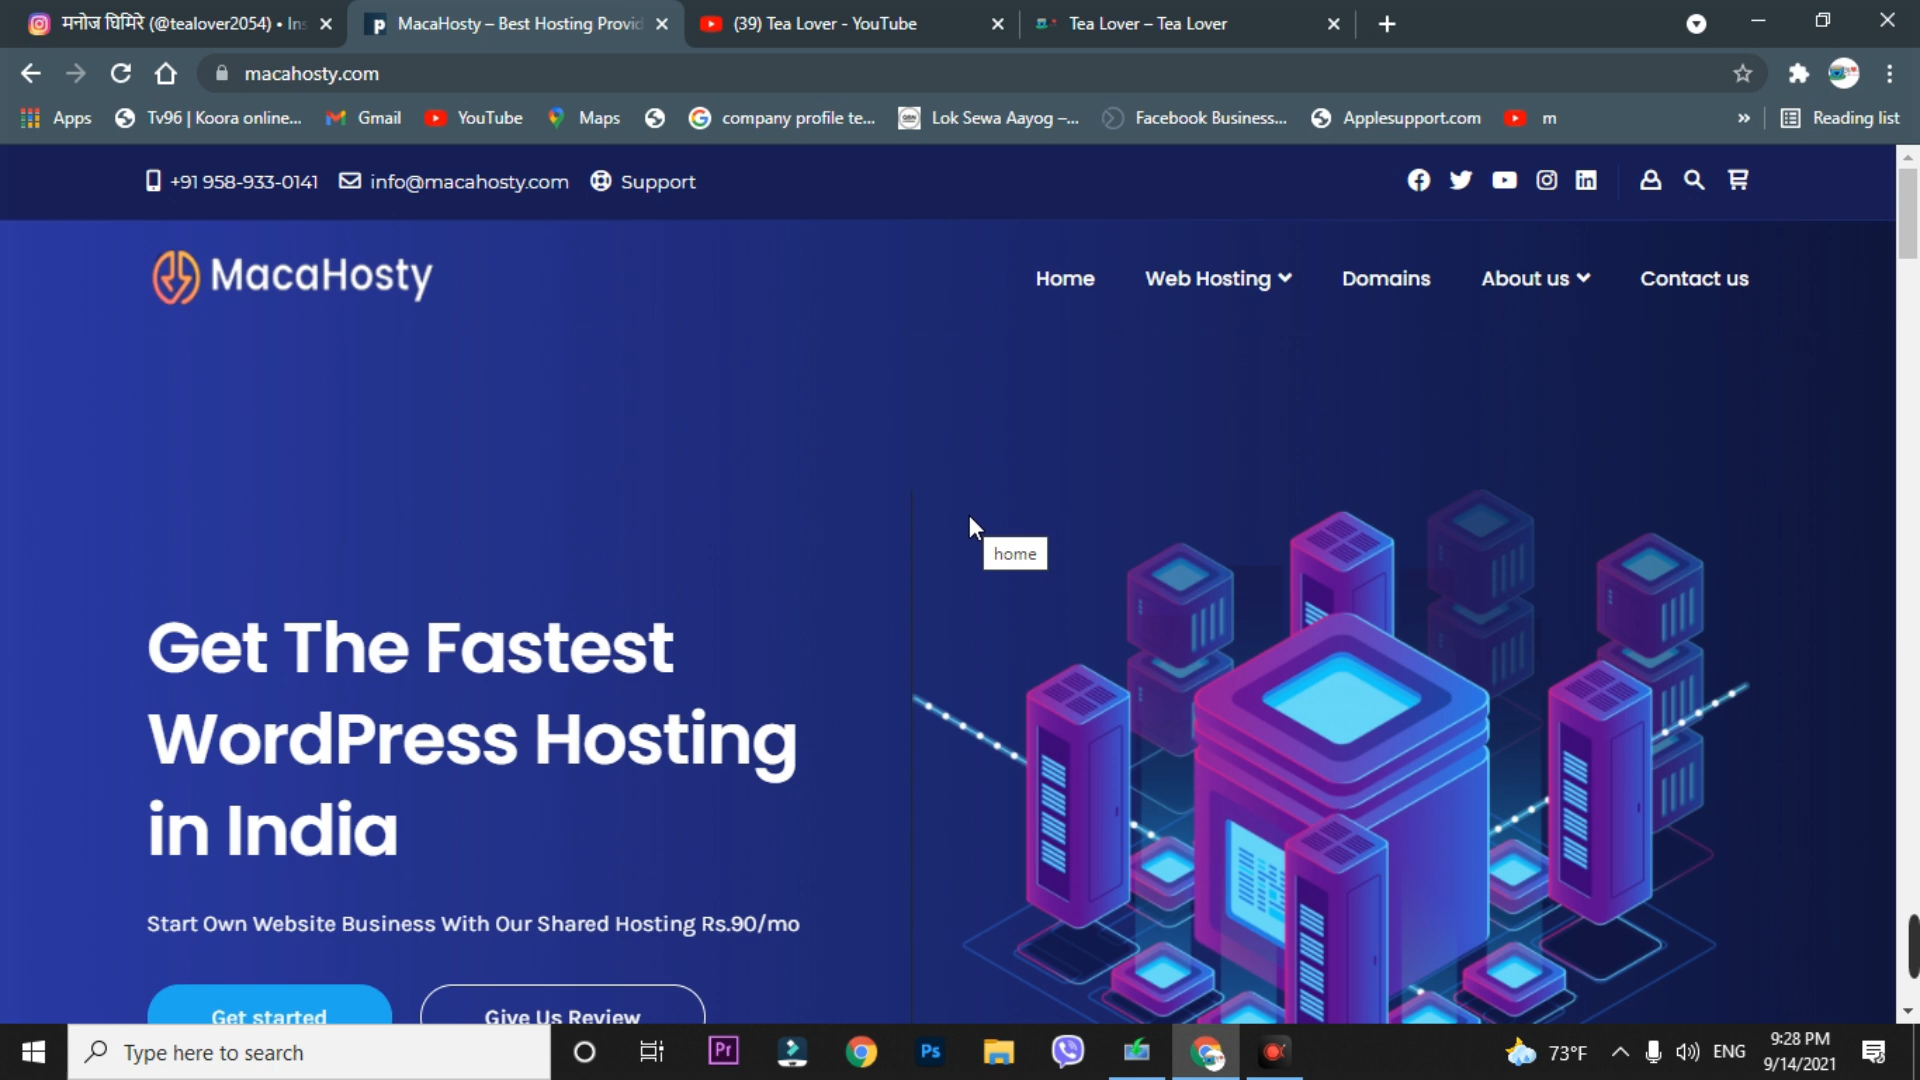 मनोज घिमिरे (@tealover2054) • Ins
MacaHosty – Best Hosting Provid
(39) Tea Lover - YouTube
Tea Lover – Tea Lover
macahosty.com
Apps
Tv96 | Koora online...
Gmail
YouTube
Maps
company profile te...
Lok Sewa Aayog –...
Facebook Business...
Applesupport.com
m
»
Reading list
+91 958-933-0141
info@macahosty.com
Support
MacaHosty
Home
Web Hosting
Domains
About us
Contact us
home
Get The Fastest
WordPress Hosting
in India
Start Own Website Business With Our Shared Hosting Rs.90/mo
Get started
Give Us Review
Type here to search
Pr
Ps
73°F
ENG
9:28 PM
9/14/2021